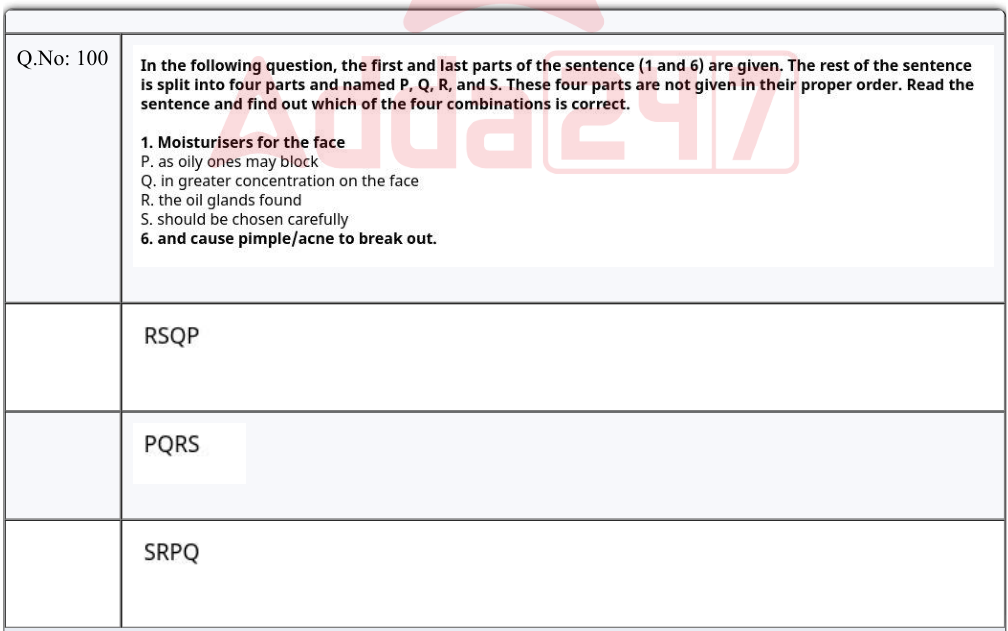 Adda247
Q.No: 100
In the following question, the first and last parts of the sentence (1 and 6) are given. The rest of the sentence
is split into four parts and named P, Q, R, and S. These four parts are not given in their proper order. Read the
sentence and find out which of the four combinations is correct.
1. Moisturisers for the face
P. as oily ones may block
Q. in greater concentration on the face
R. the oil glands found
S. should be chosen carefully
6. and cause pimple/acne to break out.
RSQP
PQRS
SRPQ